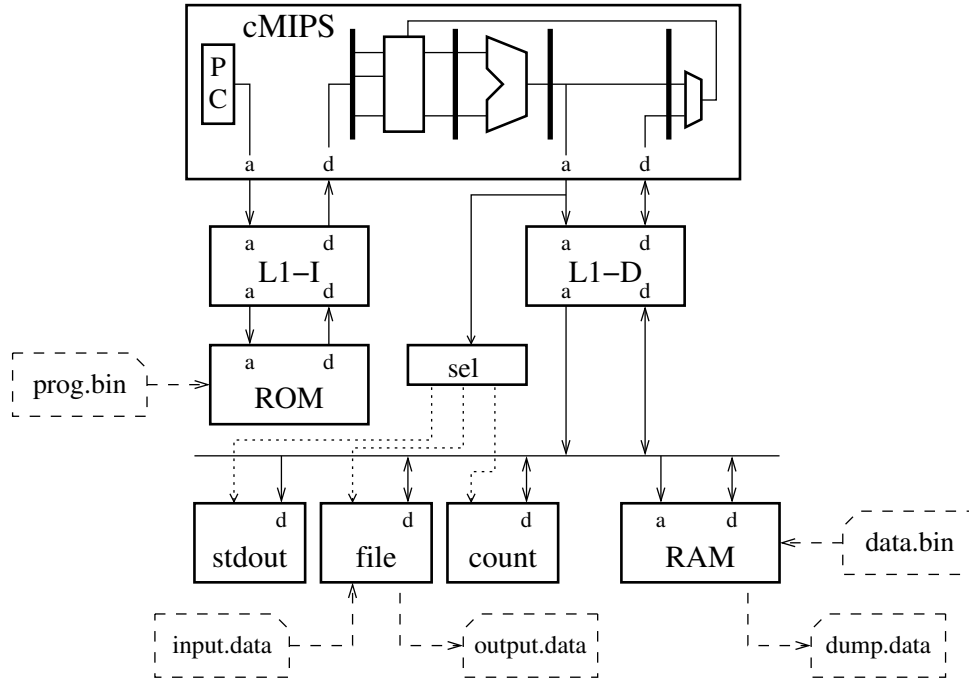 cMIPS
P
C
a d a d
a d a d
L1−I L1−D
a d a d
a d
prog.bin ROM sel
d d d a d
stdout file count RAM data.bin
input.data output.data dump.data